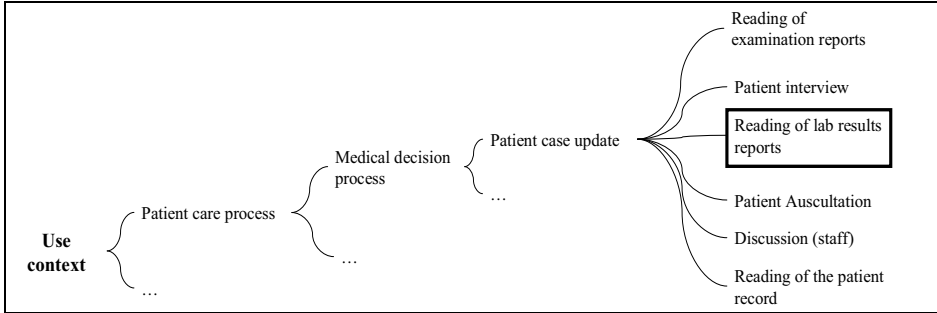 Reading of
examination reports
Patient interview
Reading of lab results
reports
Patient case update
Medical decision
process
…
Patient Auscultation
Patient care process
Discussion (staff)
Use
context
…
Reading of the patient
record
…